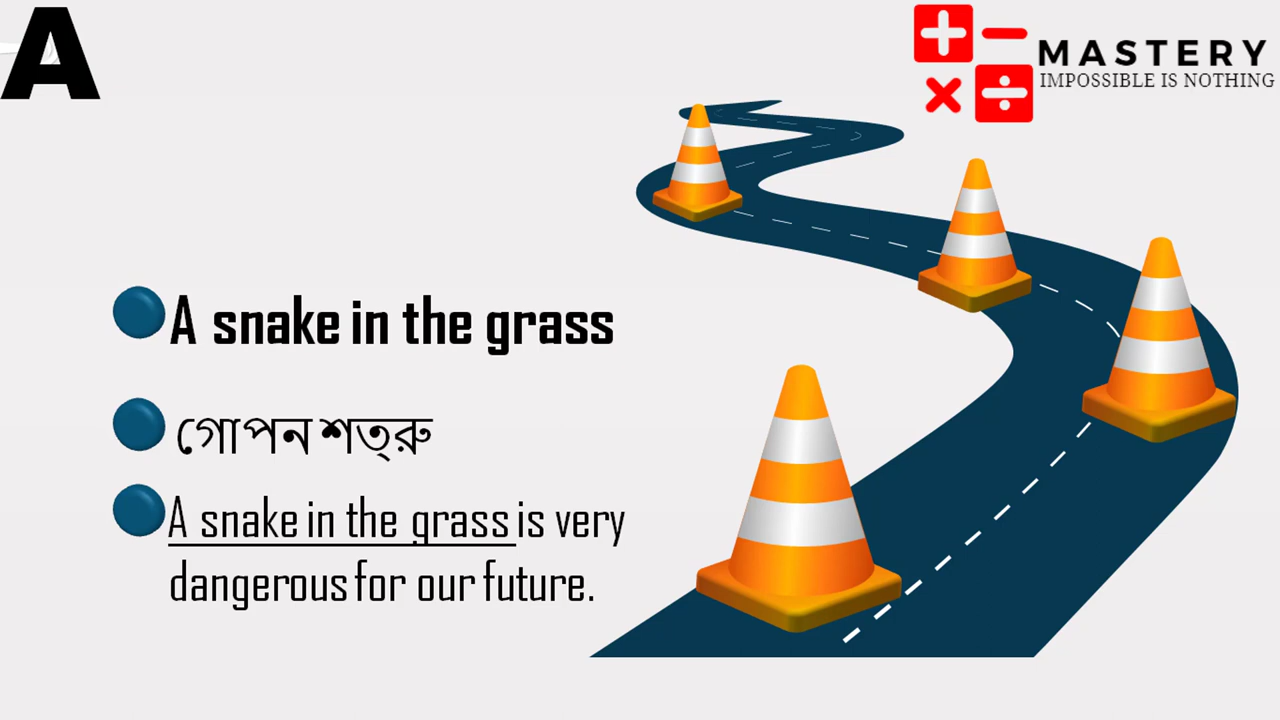 A
MASTERY
IMPOSSIBLE IS NOTHING
A snake in the grass
গোপন শত্রু
A snake in the grass is very
dangerous for our future.